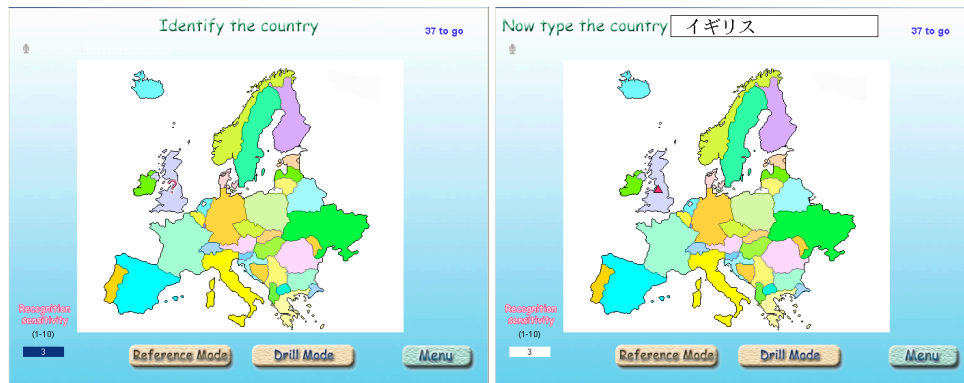 Identify the country
37 to go
?
Recognition
sensitivity
(1-10)
3
Reference Mode
Drill Mode
Menu
Now type the country イギリス
37 to go
Recognition
sensitivity
(1-10)
3
Reference Mode
Drill Mode
Menu